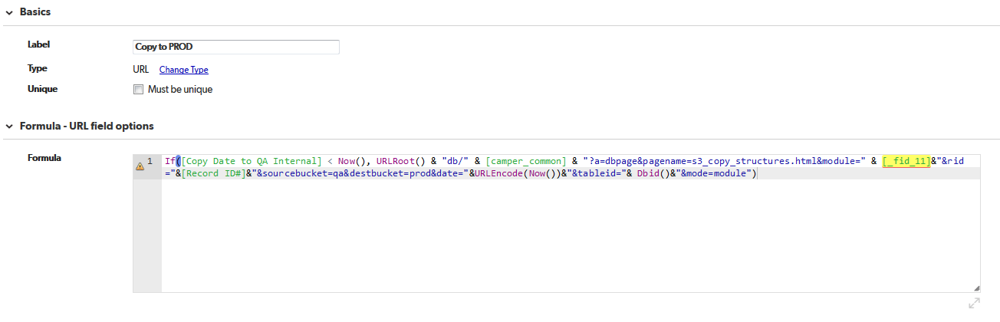 Basics
Label
Copy to PROD
Type
URL Change Type
Unique
Must be unique
Formula - URL field options
Formula
1 If([Copy Date to QA Internal] < Now(), URLRoot() & "db/" & [camper_common] & "?a=dbpage&pagename=s3_copy_structures.html&module=" & [_fid_11]&"&rid
="&[Record ID#]&"&sourcebucket=qa&destbucket=prod&date="&URLEncode(Now())&"&tableid="& Dbid()&"&mode=module")